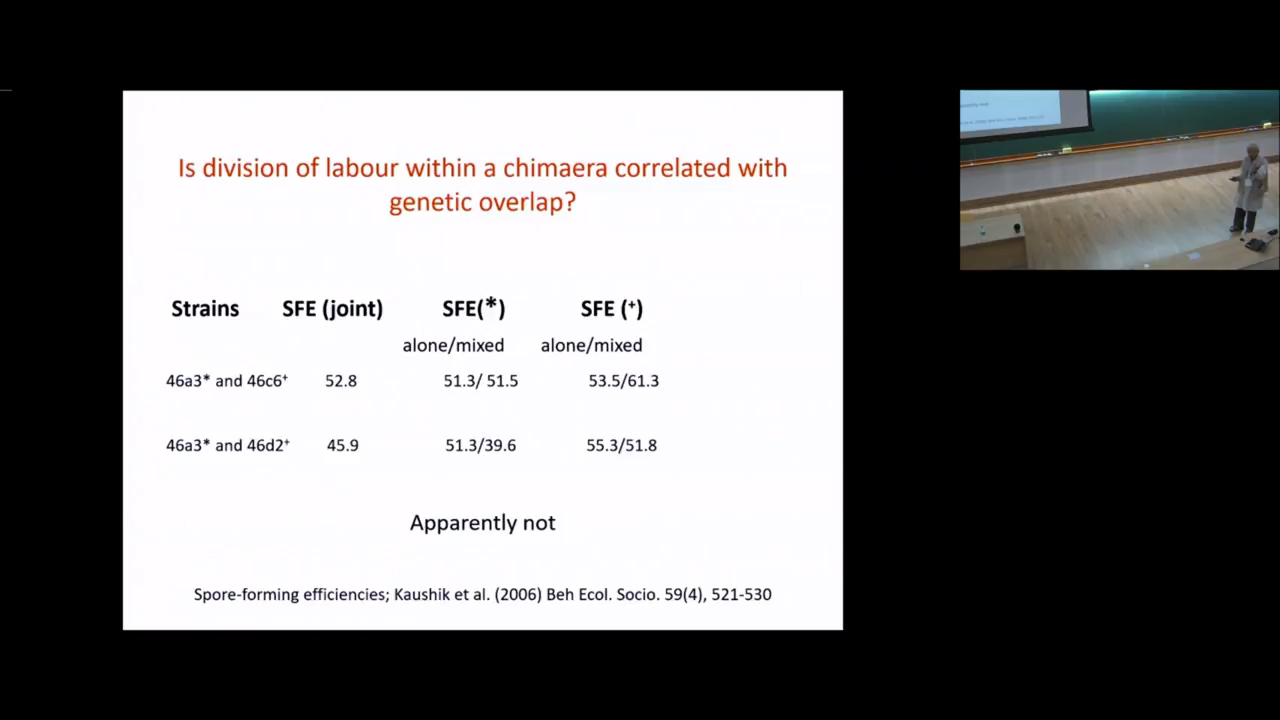 Is division of labour within a chimaera correlated with
genetic overlap?
Strains SFE (joint) SFE(*) SFE (⁺)
alone/mixed alone/mixed
46a3* and 46c6⁺ 52.8 51.3/ 51.5 53.5/61.3
46a3* and 46d2⁺ 45.9 51.3/39.6 55.3/51.8
Apparently not
Spore-forming efficiencies; Kaushik et al. (2006) Beh Ecol. Socio. 59(4), 521-530